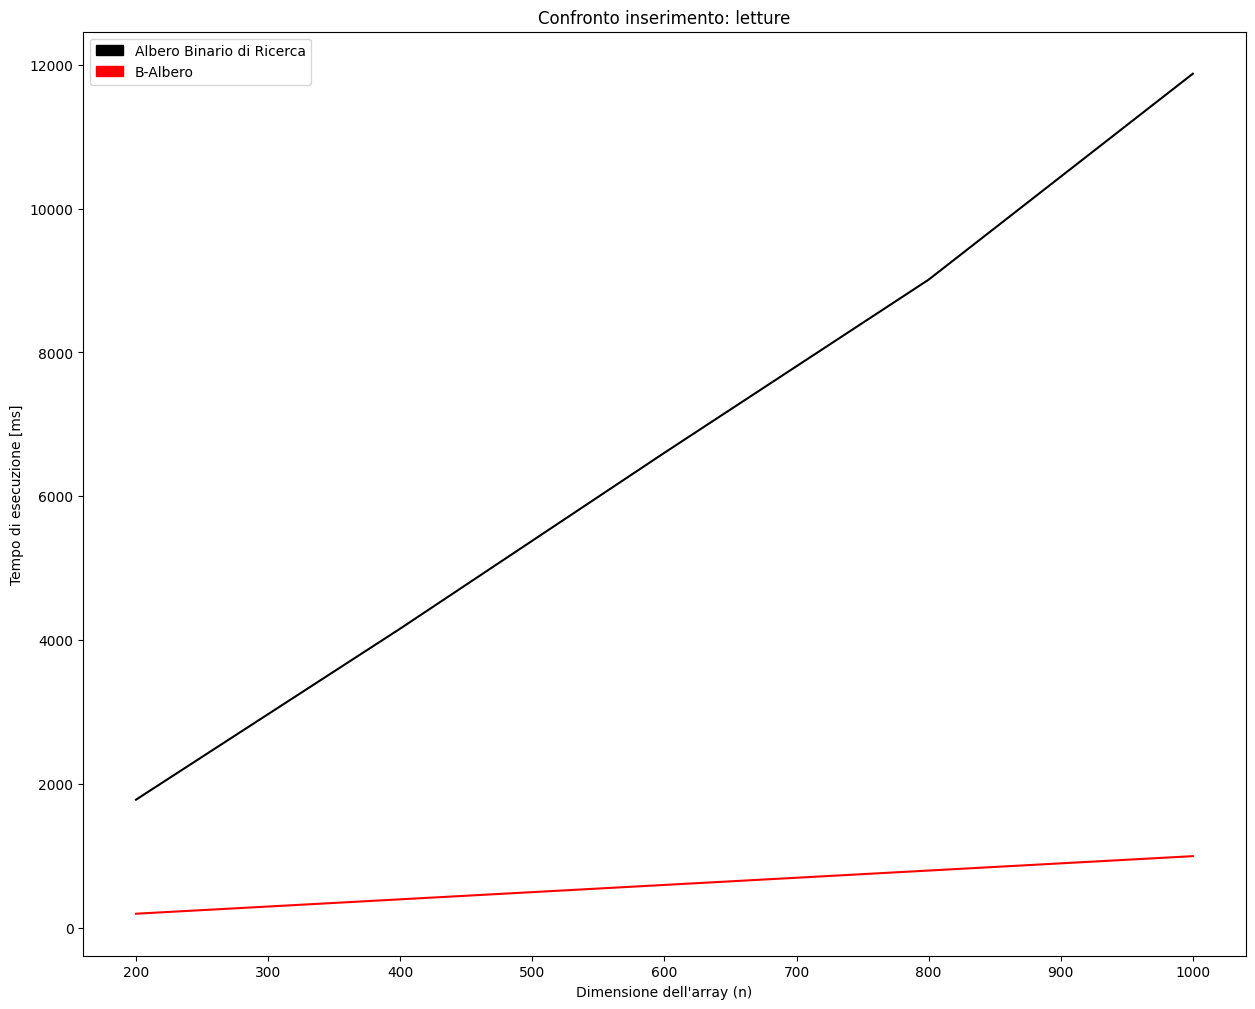 Confronto inserimento: letture
Albero Binario di Ricerca
B-Albero
12000
10000
8000
6000
4000
2000
0
Tempo di esecuzione [ms]
200 300 400 500 600 700 800 900 1000
Dimensione dell'array (n)